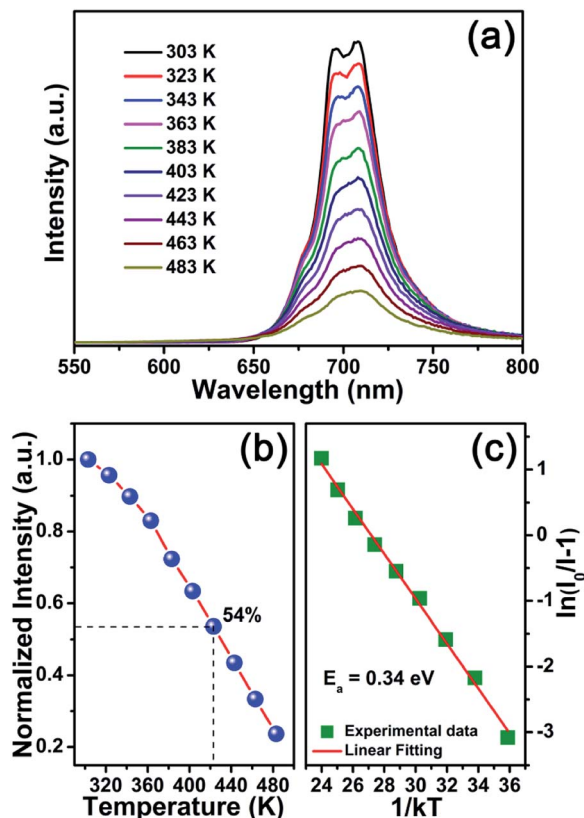 (a)
303 K
323 K
343 K
363 K
383 K
403 K
423 K
443 K
463 K
483 K
Intensity (a.u.)
550 600 650 700 750 800
Wavelength (nm)
(b)
1.0
0.8
0.6
0.4
0.2
54%
Normalized Intensity (a.u.)
320 360 400 440 480
Temperature (K)
(c)
1
0
-1
-2
-3
ln(I0/I-1)
Ea = 0.34 eV
Experimental data
Linear Fitting
24 26 28 30 32 34 36
1/kT